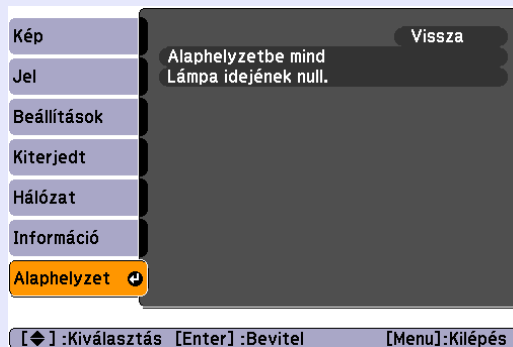 Kép
Jel
Beállítások
Kiterjedt
Hálózat
Információ
Alaphelyzet
Vissza
Alaphelyzetbe mind
Lámpa idejének null.
[◆] :Kiválasztás [Enter] :Bevitel [Menu]:Kilépés